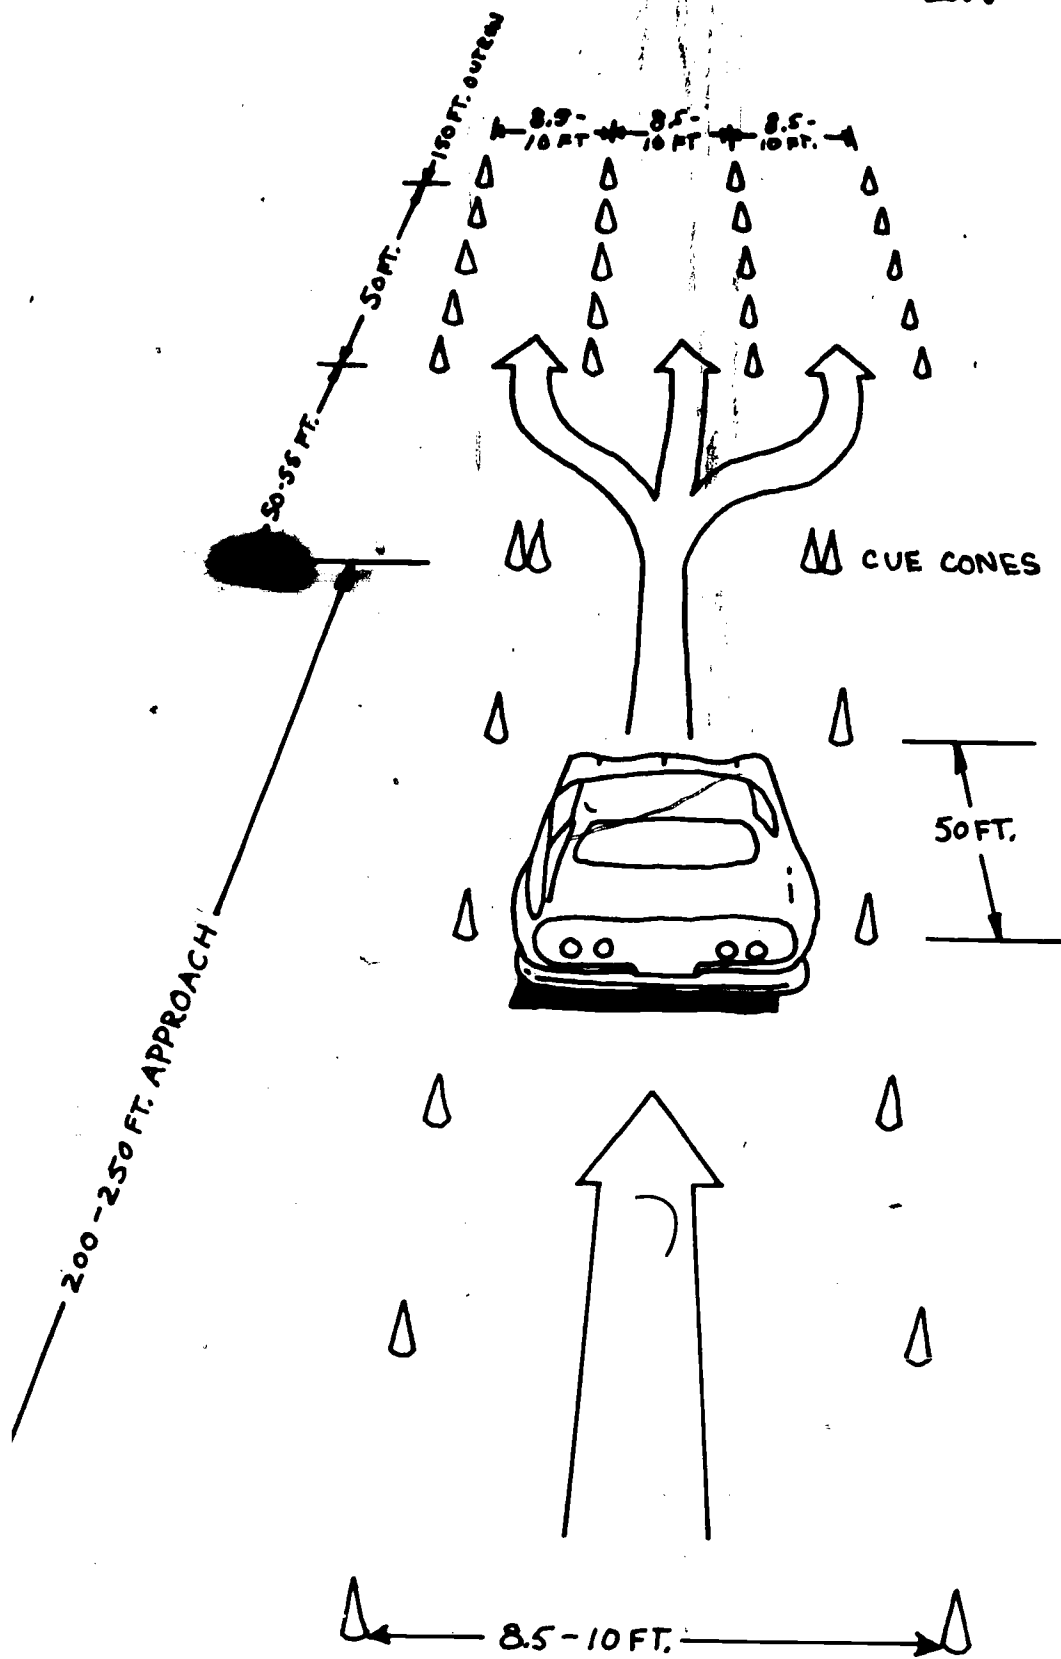 150 FT. OUTRUN
8.5- 8.5- 8.5-
10 FT 10 FT 10 FT.
50 FT.
50-55 FT.
CUE CONES
50 FT.
200-250 FT. APPROACH
8.5-10 FT.